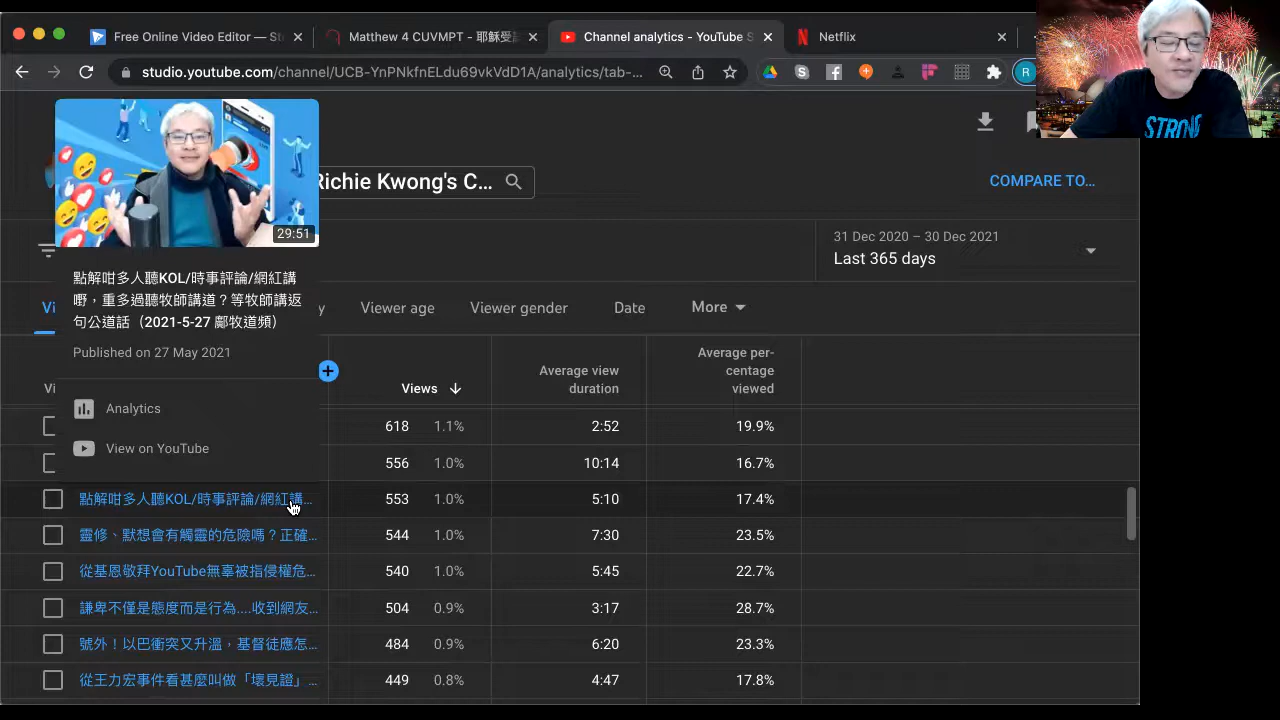 Free Online Video Editor — St
Matthew 4 CUVMPT - 耶穌受
Channel analytics - YouTube S
Netflix
studio.youtube.com/channel/UCB-YnPNkfnELdu69vkVdD1A/analytics/tab-...
R
STRONG
29:51
Richie Kwong's C...
COMPARE TO...
31 Dec 2020 – 30 Dec 2021
Last 365 days
點解咁多人聽KOL/時事評論/網紅講
嘢，重多過聽牧師講道？等牧師講返
句公道話（2021-5-27 鄺牧道頻）
Published on 27 May 2021
Analytics
View on YouTube
Vi
y
Viewer age
Viewer gender
Date
More
Vi
Views
Average view
duration
Average per-
centage
viewed
618 1.1% 2:52 19.9%
556 1.0% 10:14 16.7%
點解咁多人聽KOL/時事評論/網紅講... 553 1.0% 5:10 17.4%
靈修、默想會有觸靈的危險嗎？正確... 544 1.0% 7:30 23.5%
從基恩敬拜YouTube無辜被指侵權危... 540 1.0% 5:45 22.7%
謙卑不僅是態度而是行為....收到網友... 504 0.9% 3:17 28.7%
號外！以巴衝突又升溫，基督徒應怎... 484 0.9% 6:20 23.3%
從王力宏事件看甚麼叫做「壞見證」... 449 0.8% 4:47 17.8%